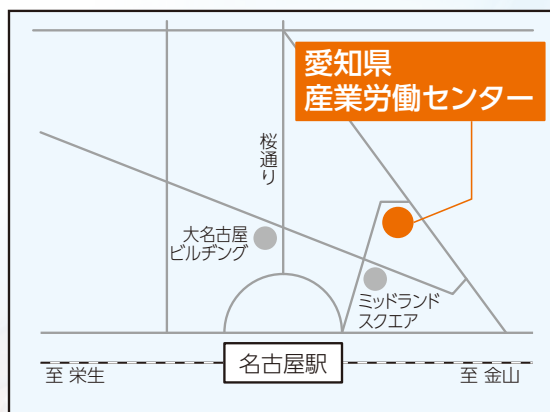 愛知県
産業労働センター
桜通り
大名古屋
ビルヂング
ミッドランド
スクエア
名古屋駅
至 栄生
至 金山